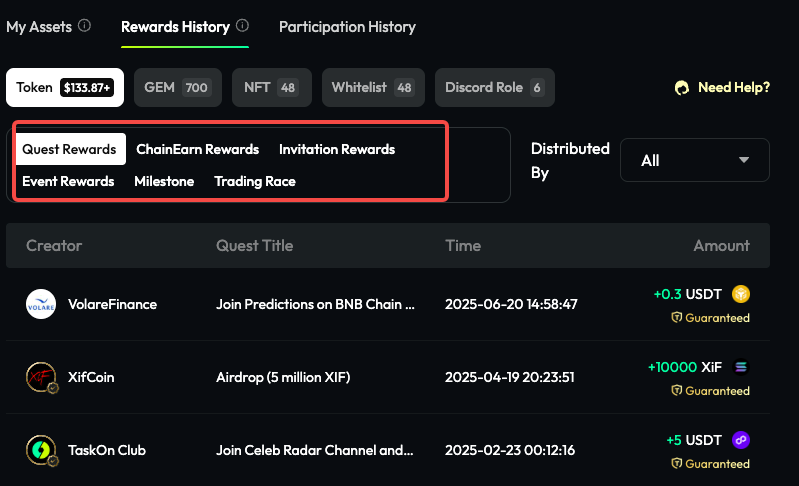 My Assets Rewards History Participation History
Token $133.87+ GEM 700 NFT 48 Whitelist 48 Discord Role 6 Need Help?
Quest Rewards ChainEarn Rewards Invitation Rewards
Event Rewards Milestone Trading Race
Distributed
By
All
Creator Quest Title Time Amount
VOLARE
VolareFinance Join Predictions on BNB Chain ... 2025-06-20 14:58:47 +0.3 USDT
Guaranteed
XifCoin Airdrop (5 million XIF) 2025-04-19 20:23:51 +10000 XiF
Guaranteed
TaskOn Club Join Celeb Radar Channel and... 2025-02-23 00:12:16 +5 USDT
Guaranteed